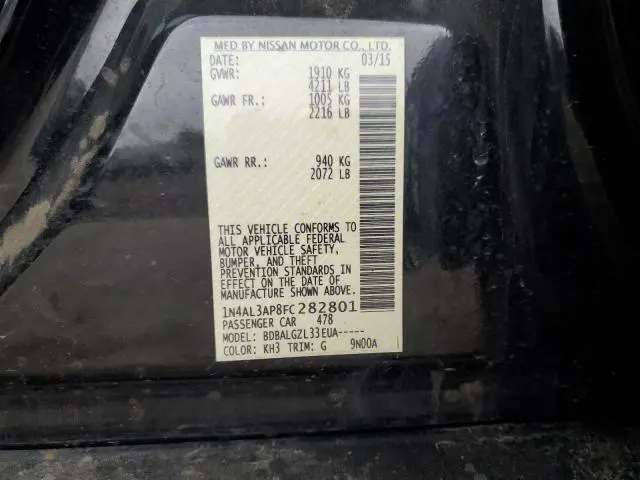 MFD BY NISSAN MOTOR CO., LTD.
DATE: 03/15
GVWR: 1910 KG
4211 LB
GAWR FR.: 1005 KG
2216 LB
GAWR RR.: 940 KG
2072 LB
THIS VEHICLE CONFORMS TO
ALL APPLICABLE FEDERAL
MOTOR VEHICLE SAFETY,
BUMPER, AND THEFT
PREVENTION STANDARDS IN
EFFECT ON THE DATE OF
MANUFACTURE SHOWN ABOVE.
1N4AL3AP8FC282801
PASSENGER CAR 478
MODEL: BDBALGZL33EUA-----
COLOR: KH3 TRIM: G 9N00A